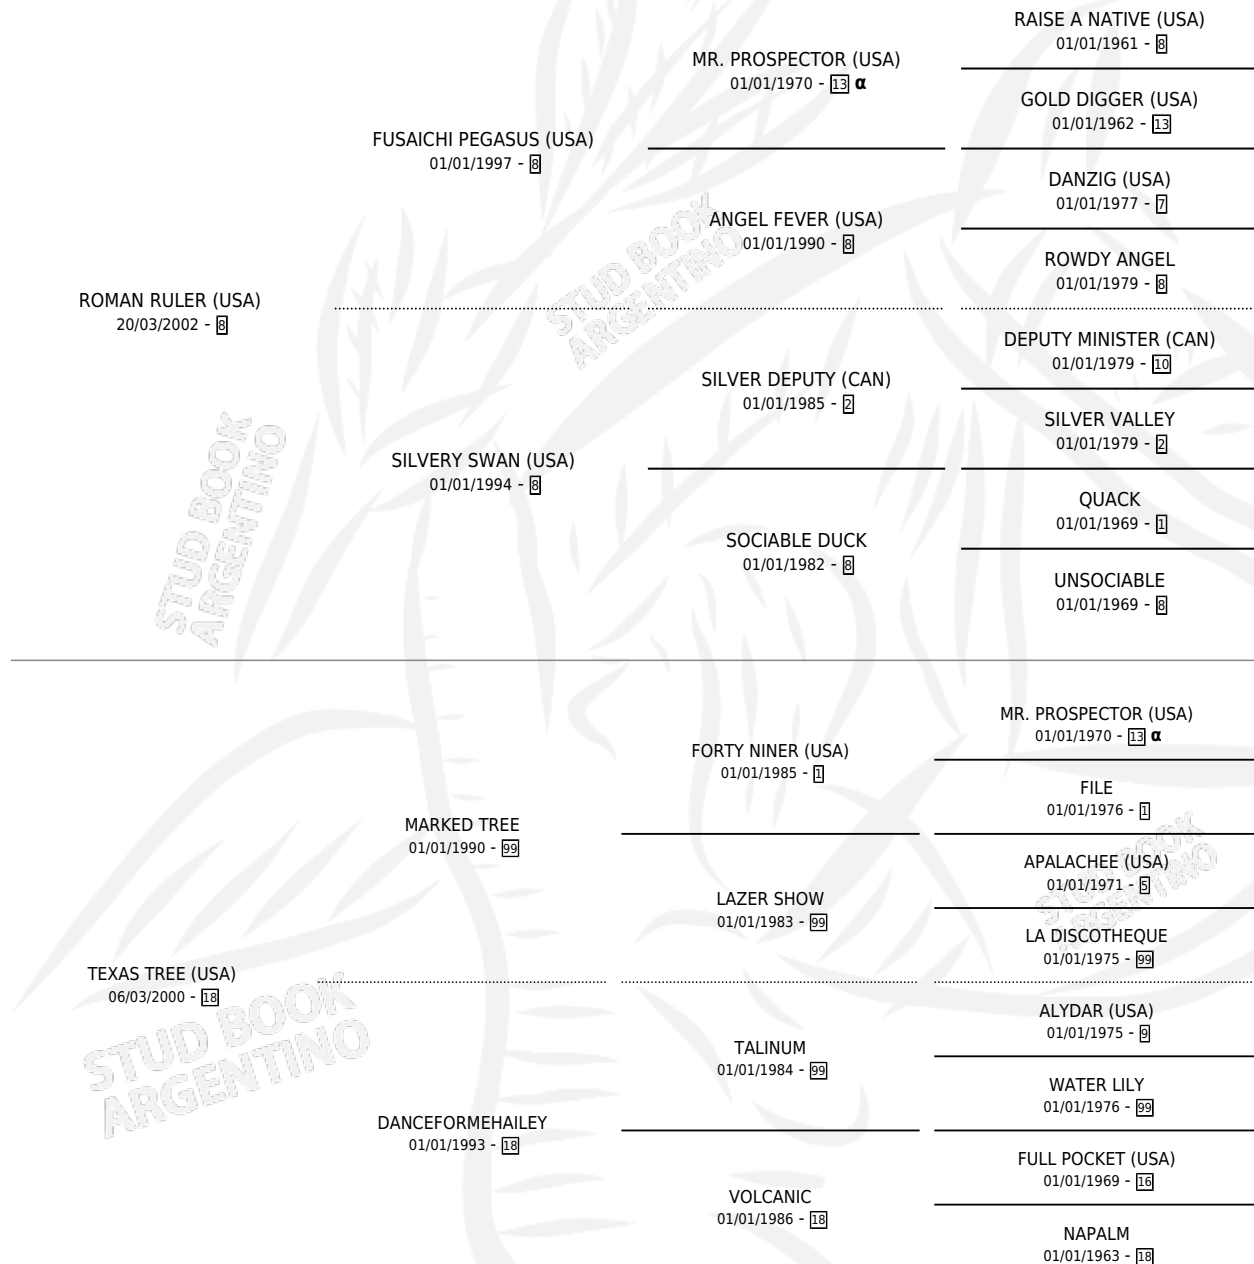 RAISE A NATIVE (USA)
01/01/1961 - 8
MR. PROSPECTOR (USA)
01/01/1970 - 13 α
GOLD DIGGER (USA)
01/01/1962 - 13
FUSAICHI PEGASUS (USA)
01/01/1997 - 8
DANZIG (USA)
01/01/1977 - 7
ANGEL FEVER (USA)
01/01/1990 - 8
ROWDY ANGEL
01/01/1979 - 8
ROMAN RULER (USA)
20/03/2002 - 8
DEPUTY MINISTER (CAN)
01/01/1979 - 10
SILVER DEPUTY (CAN)
01/01/1985 - 2
SILVER VALLEY
01/01/1979 - 2
SILVERY SWAN (USA)
01/01/1994 - 8
QUACK
01/01/1969 - 1
SOCIABLE DUCK
01/01/1982 - 8
UNSOCIABLE
01/01/1969 - 8
MR. PROSPECTOR (USA)
01/01/1970 - 13 α
FORTY NINER (USA)
01/01/1985 - 1
FILE
01/01/1976 - 1
MARKED TREE
01/01/1990 - 99
APALACHEE (USA)
01/01/1971 - 5
LAZER SHOW
01/01/1983 - 99
LA DISCOTHEQUE
01/01/1975 - 99
TEXAS TREE (USA)
06/03/2000 - 18
ALYDAR (USA)
01/01/1975 - 9
TALINUM
01/01/1984 - 99
WATER LILY
01/01/1976 - 99
DANCEFORMEHAILEY
01/01/1993 - 18
FULL POCKET (USA)
01/01/1969 - 16
VOLCANIC
01/01/1986 - 18
NAPALM
01/01/1963 - 18
STUD BOOK
ARGENTINO
STUD BOOK
ARGENTINO
STUD BOOK
ARGENTINO
STUD BOOK
ARGENTINO